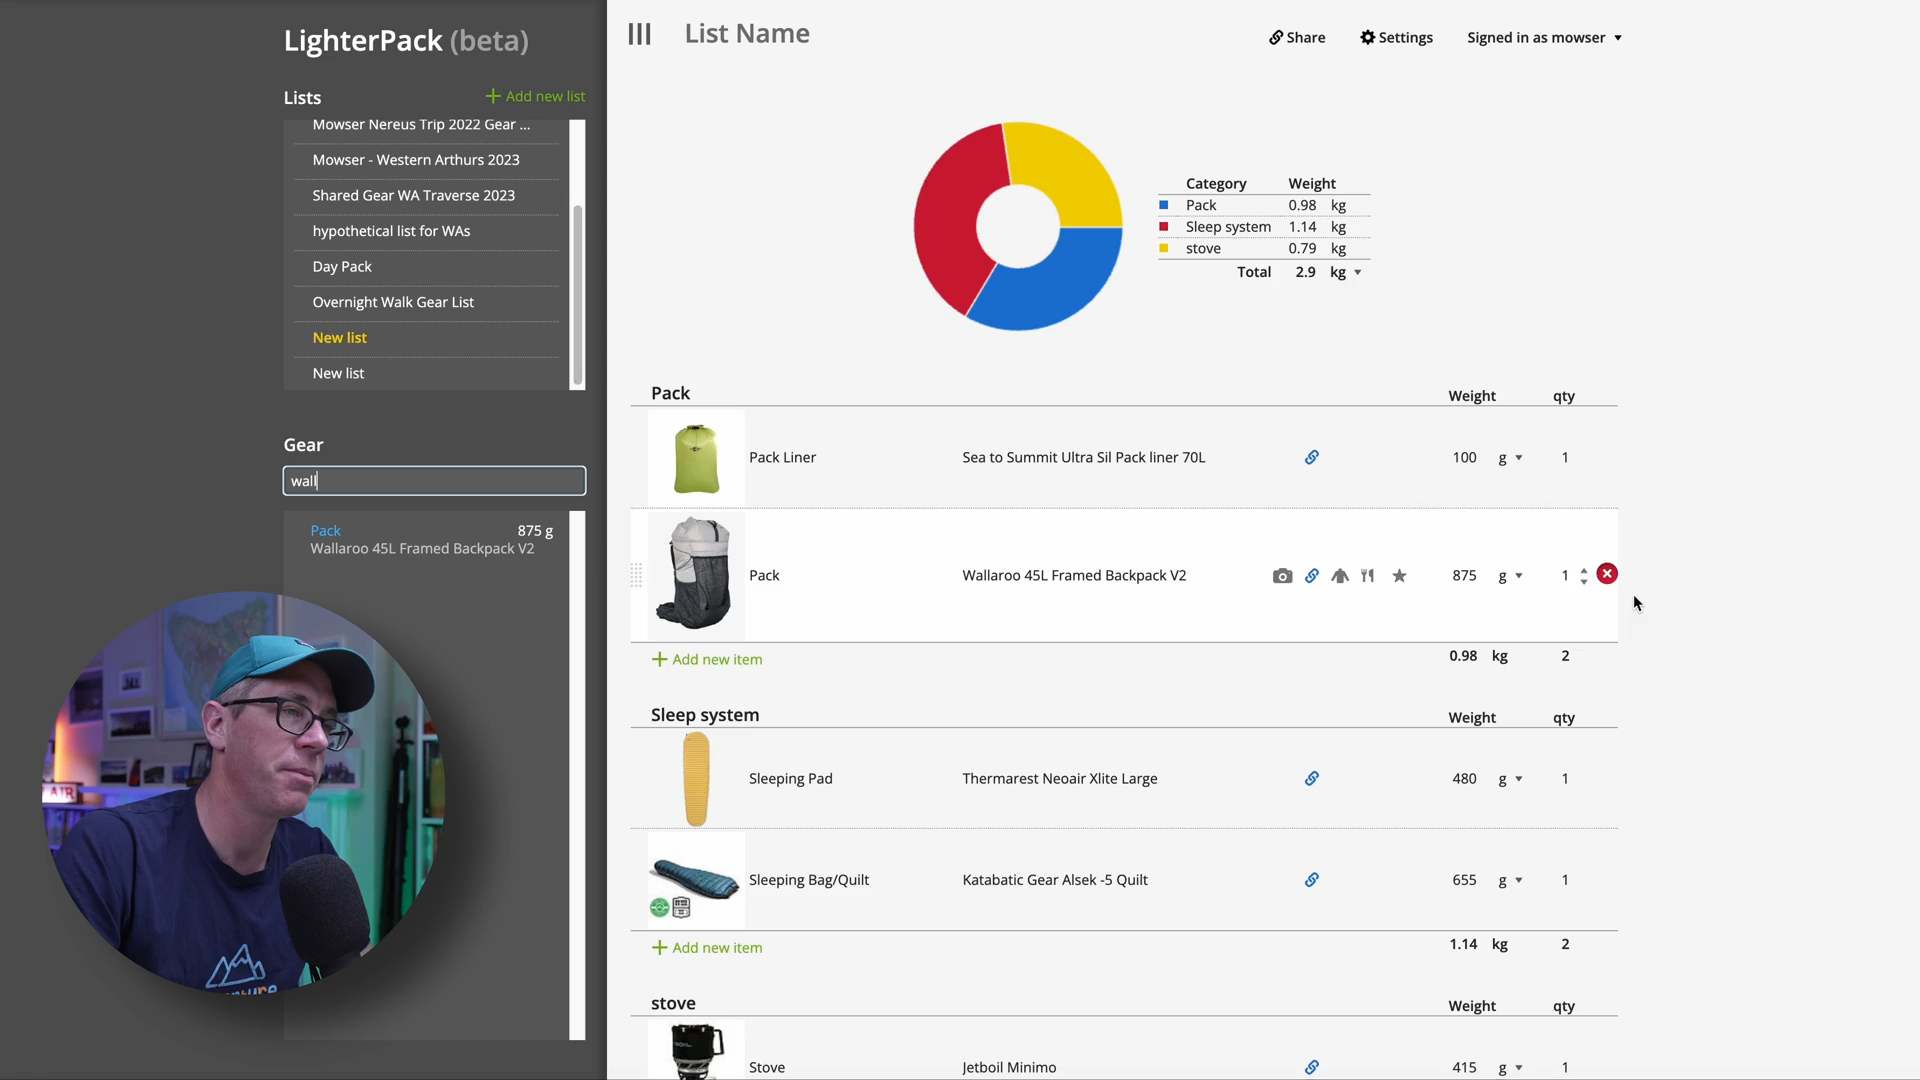 LighterPack (beta)
Lists
Add new list
Mowser Nereus Trip 2022 Gear ...
Mowser - Western Arthurs 2023
Shared Gear WA Traverse 2023
hypothetical list for WAs
Day Pack
Overnight Walk Gear List
New list
New list
Gear
wall
Pack 875 g
Wallaroo 45L Framed Backpack V2
List Name
Share
Settings
Signed in as mowser
Category Weight
Pack 0.98 kg
Sleep system 1.14 kg
stove 0.79 kg
Total 2.9 kg
Pack Weight qty
Pack Liner Sea to Summit Ultra Sil Pack liner 70L 100 g 1
Pack Wallaroo 45L Framed Backpack V2 875 g 1
Add new item 0.98 kg 2
Sleep system Weight qty
Sleeping Pad Thermarest Neoair Xlite Large 480 g 1
Sleeping Bag/Quilt Katabatic Gear Alsek -5 Quilt 655 g 1
Add new item 1.14 kg 2
stove Weight qty
Stove Jetboil Minimo 415 g 1
AIR